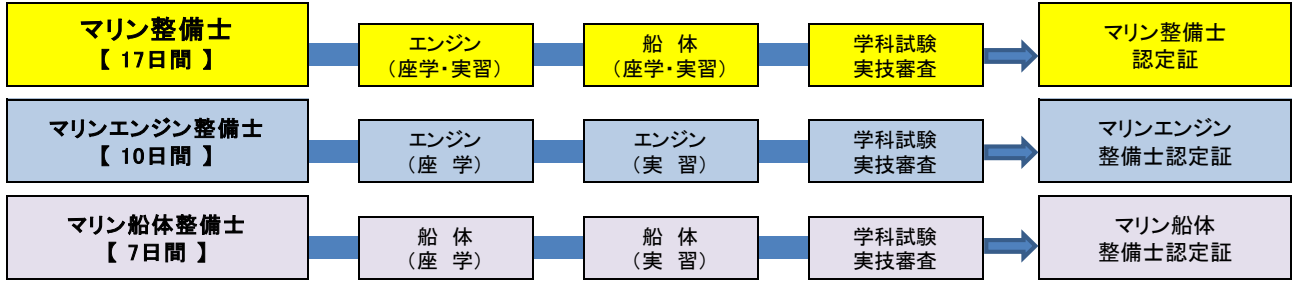 マリン整備士
【 17日間 】
エンジン
（座学・実習）
船　体
（座学・実習）
学科試験
実技審査
マリン整備士
認定証
マリンエンジン整備士
【 10日間 】
エンジン
（座　学）
エンジン
（実　習）
学科試験
実技審査
マリンエンジン
整備士認定証
マリン船体整備士
【 7日間 】
船　体
（座　学）
船　体
（実　習）
学科試験
実技審査
マリン船体
整備士認定証